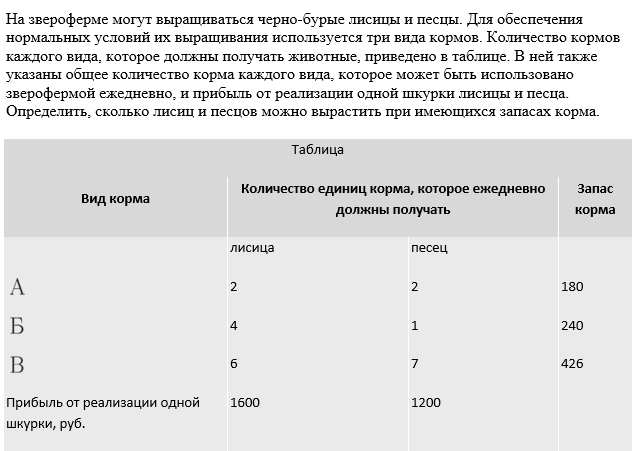 На звероферме могут выращиваться черно-бурые лисицы и песцы. Для обеспечения
нормальных условий их выращивания используется три вида кормов. Количество кормов
каждого вида, которое должны получать животные, приведено в таблице. В ней также
указаны общее количество корма каждого вида, которое может быть использовано
зверофермой ежедневно, и прибыль от реализации одной шкурки лисицы и песца.
Определить, сколько лисиц и песцов можно вырастить при имеющихся запасах корма.
Таблица
Вид корма
Количество единиц корма, которое ежедневно
должны получать
Запас
корма
лисица песец
А 2 2 180
Б 4 1 240
В 6 7 426
Прибыль от реализации одной 1600 1200
шкурки, руб.